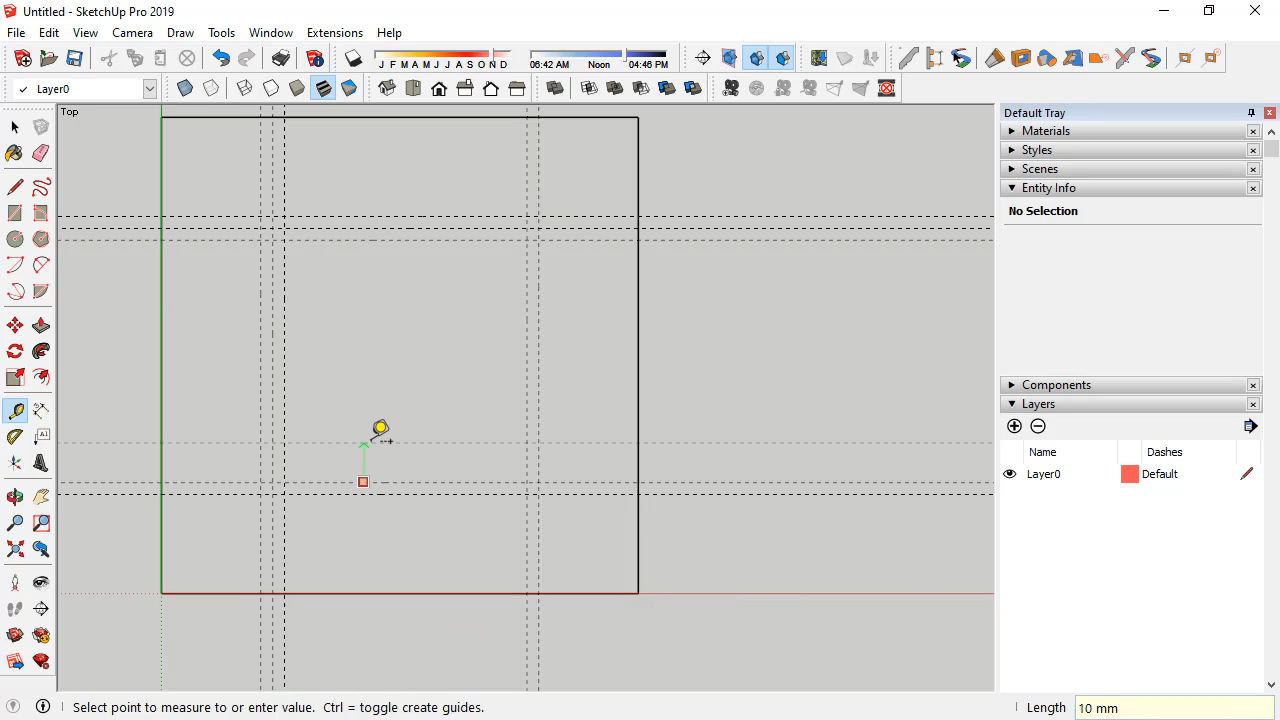 Untitled - SketchUp Pro 2019
File Edit View Camera Draw Tools Window Extensions Help
J F M A M J J A S O N D 06:42 AM Noon 04:46 PM
Layer0
Top
Default Tray
Materials
Styles
Scenes
Entity Info
No Selection
Components
Layers
Name Dashes
Layer0 Default
Select point to measure to or enter value. Ctrl = toggle create guides. Length 10 mm